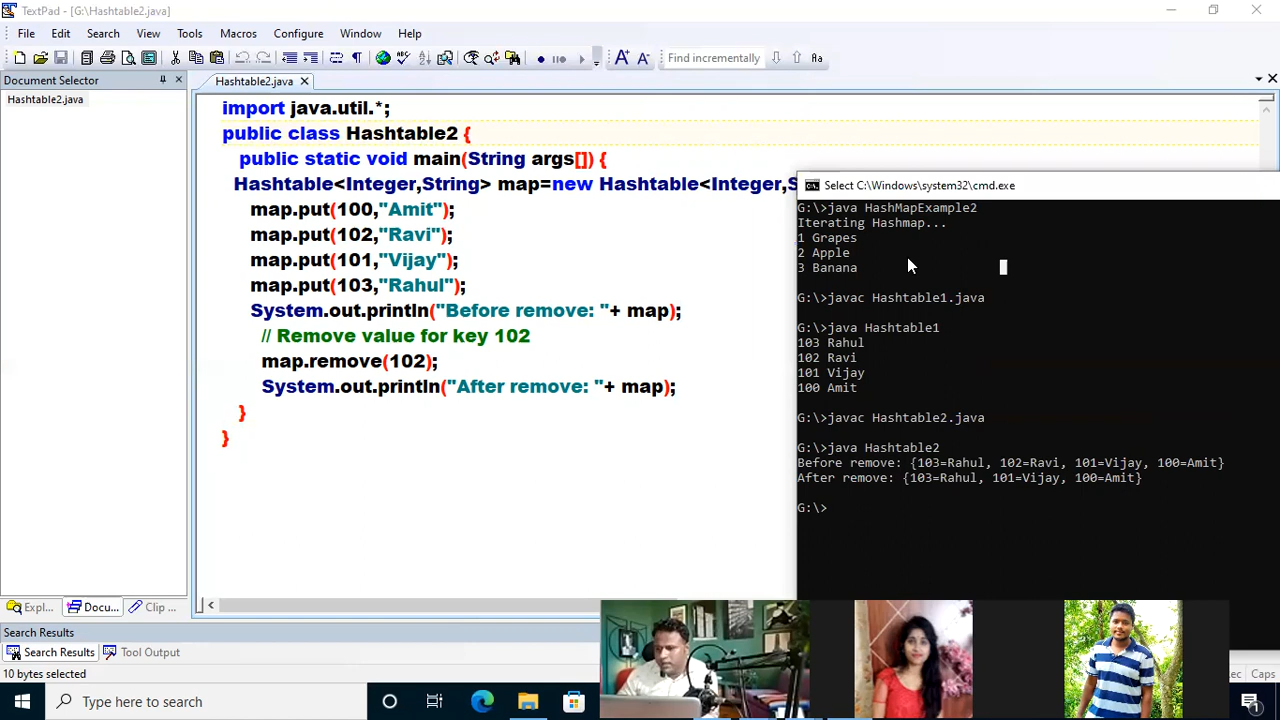 TextPad - [G:\Hashtable2.java]
File Edit Search View Tools Macros Configure Window Help
Find incrementally
Document Selector
Hashtable2.java
Hashtable2.java
import java.util.*;
public class Hashtable2 {
public static void main(String args[]) {
Hashtable<Integer,String> map=new Hashtable<Integer,S
map.put(100,"Amit");
map.put(102,"Ravi");
map.put(101,"Vijay");
map.put(103,"Rahul");
System.out.println("Before remove: "+ map);
// Remove value for key 102
map.remove(102);
System.out.println("After remove: "+ map);
}
}
Select C:\Windows\system32\cmd.exe
G:\>java HashMapExample2
Iterating Hashmap...
1 Grapes
2 Apple
3 Banana
G:\>javac Hashtable1.java
G:\>java Hashtable1
103 Rahul
102 Ravi
101 Vijay
100 Amit
G:\>javac Hashtable2.java
G:\>java Hashtable2
Before remove: {103=Rahul, 102=Ravi, 101=Vijay, 100=Amit}
After remove: {103=Rahul, 101=Vijay, 100=Amit}
G:\>
Expl... Docu... Clip ...
Search Results
Search Results Tool Output
10 bytes selected
ec Caps
Type here to search
1